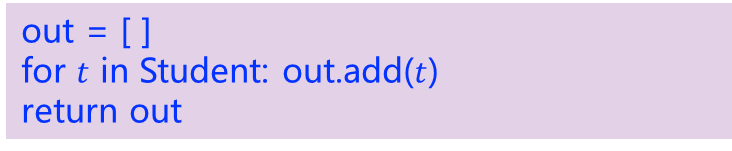 out = [ ]
for t in Student: out.add(t)
return out